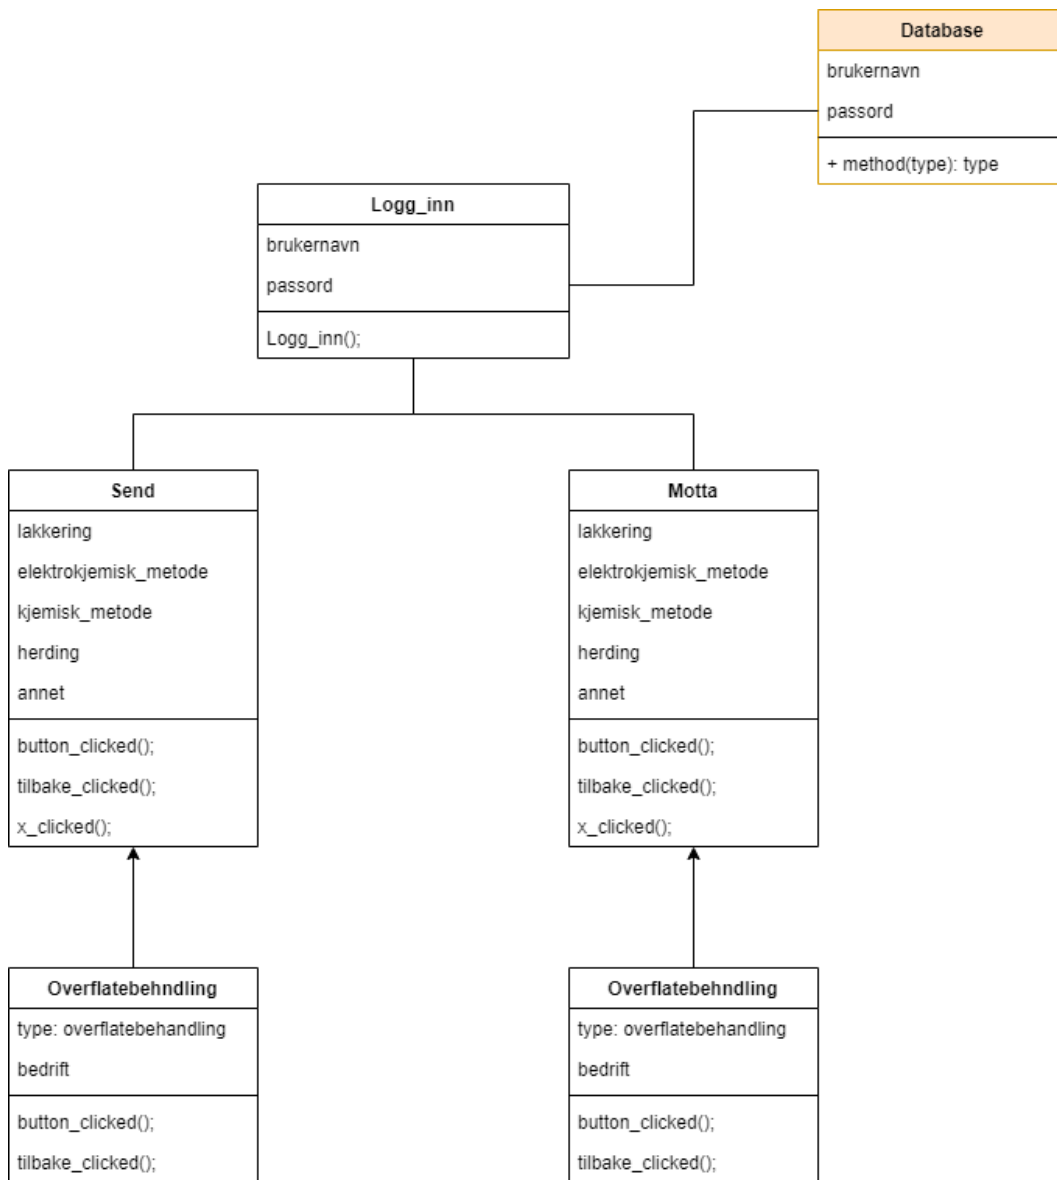 Database
brukernavn
passord
+ method(type): type
Logg_inn
brukernavn
passord
Logg_inn();
Send
lakkering
elektrokjemisk_metode
kjemisk_metode
herding
annet
button_clicked();
tilbake_clicked();
x_clicked();
Motta
lakkering
elektrokjemisk_metode
kjemisk_metode
herding
annet
button_clicked();
tilbake_clicked();
x_clicked();
Overflatebehndling
type: overflatebehandling
bedrift
button_clicked();
tilbake_clicked();
Overflatebehndling
type: overflatebehandling
bedrift
button_clicked();
tilbake_clicked();